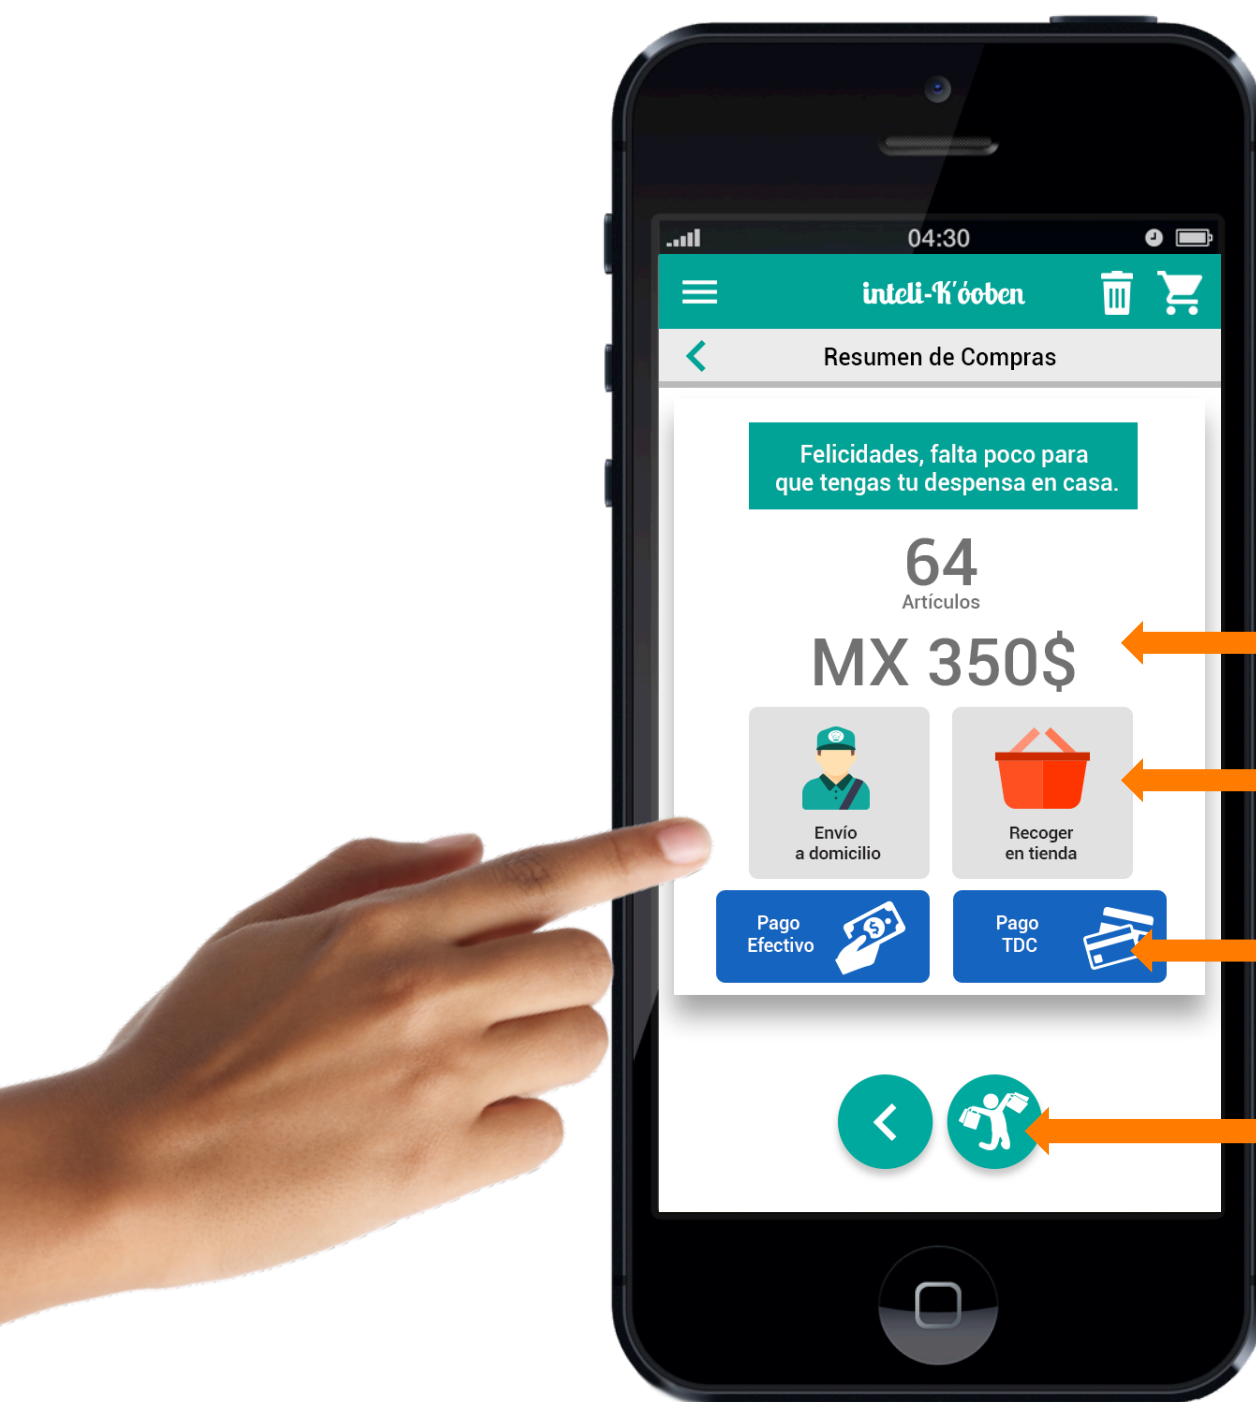 04:30
inteli-K'óoben
Resumen de Compras
Felicidades, falta poco para
que tengas tu despensa en casa.
64
Artículos
MX 350$
Envío
a domicilio
Recoger
en tienda
Pago
Efectivo
Pago
TDC